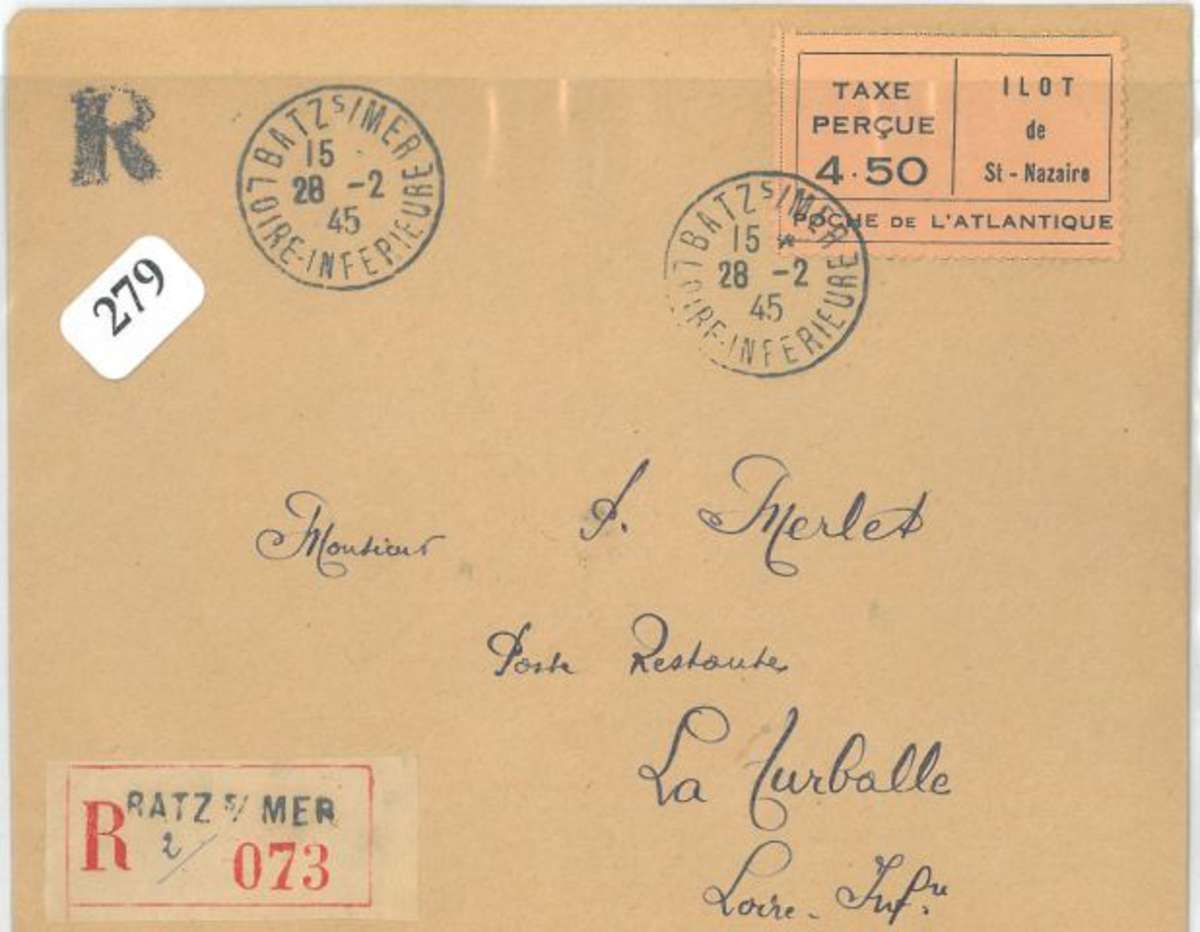 R
BATZ S/MER
15
28 -2
45
LOIRE-INFERIEURE
TAXE
PERÇUE
4.50
ILOT
de
St-Nazaire
POCHE DE L'ATLANTIQUE
BATZ S/MER
15 *
28 -2
45
LOIRE-INFERIEURE
279
Monsieur
Merlet
Poste Restante
La Turballe
Loire-Infre
R
BATZ S/ MER
2
073